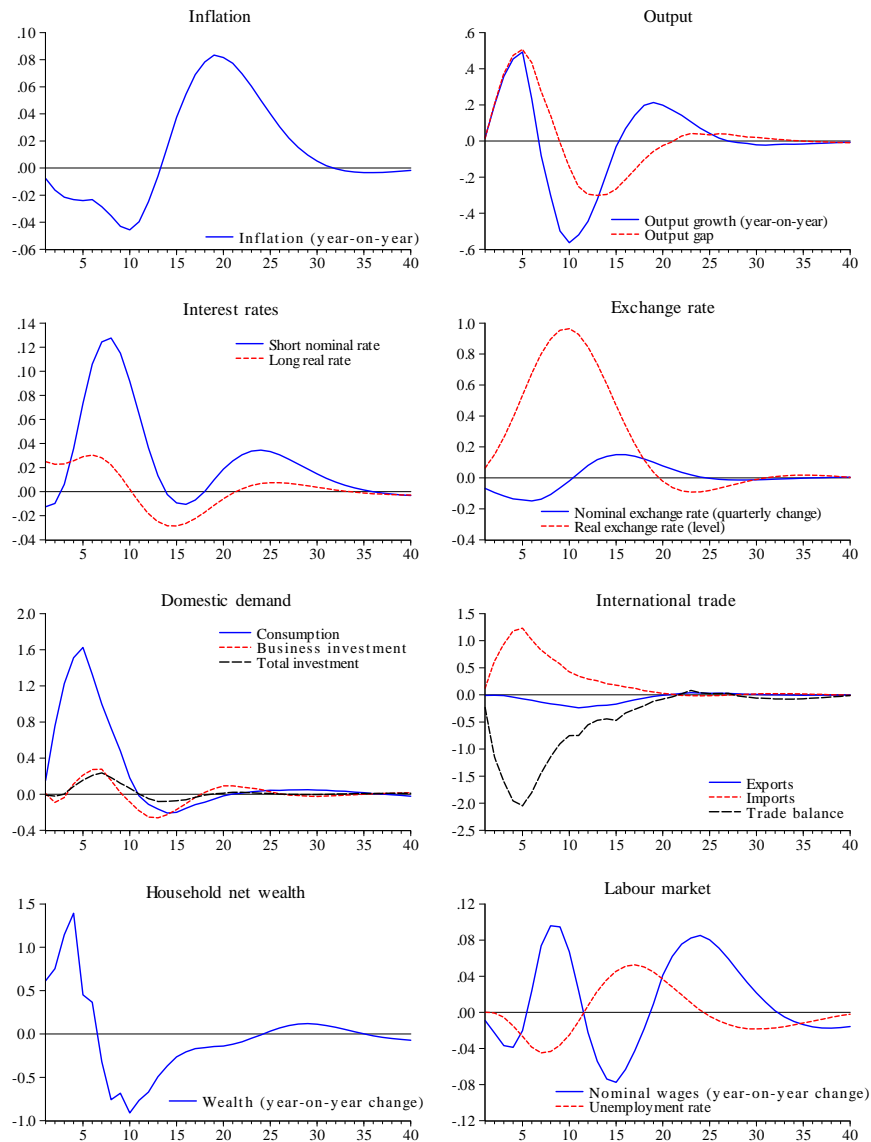 Inflation
.10
.08
.06
.04
.02
.00
-.02
-.04
-.06
Inflation (year-on-year)
5 10 15 20 25 30 35 40
Output
.6
.4
.2
.0
-.2
-.4
-.6
Output growth (year-on-year)
Output gap
5 10 15 20 25 30 35 40
Interest rates
.14
.12
.10
.08
.06
.04
.02
.00
-.02
-.04
Short nominal rate
Long real rate
5 10 15 20 25 30 35 40
Exchange rate
1.0
0.8
0.6
0.4
0.2
0.0
-0.2
-0.4
Nominal exchange rate (quarterly change)
Real exchange rate (level)
5 10 15 20 25 30 35 40
Domestic demand
2.0
1.6
1.2
0.8
0.4
0.0
-0.4
Consumption
Business investment
Total investment
5 10 15 20 25 30 35 40
International trade
1.5
1.0
0.5
0.0
-0.5
-1.0
-1.5
-2.0
-2.5
Exports
Imports
Trade balance
5 10 15 20 25 30 35 40
Household net wealth
1.5
1.0
0.5
0.0
-0.5
-1.0
Wealth (year-on-year change)
5 10 15 20 25 30 35 40
Labour market
.12
.08
.04
.00
-.04
-.08
-.12
Nominal wages (year-on-year change)
Unemployment rate
5 10 15 20 25 30 35 40